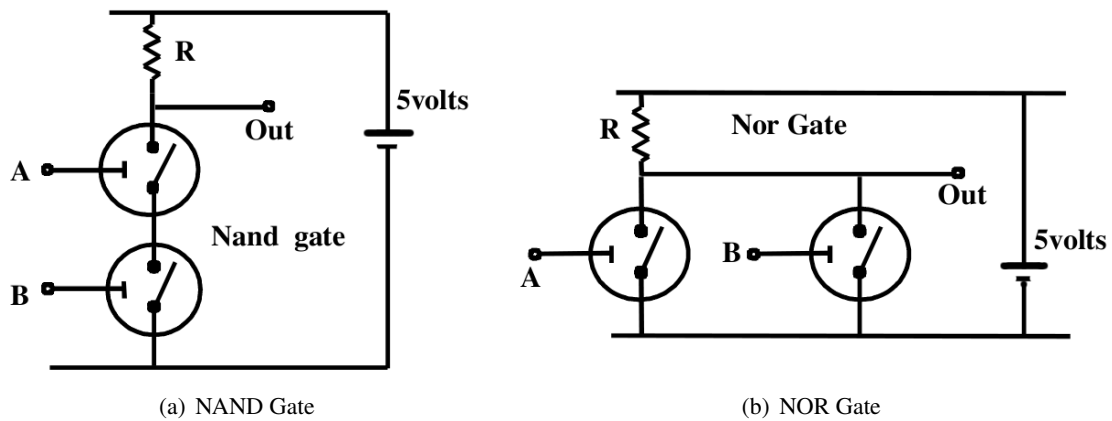 R
5volts
Out
A
Nand gate
B
(a) NAND Gate
R
Nor Gate
Out
A
B
5volts
(b) NOR Gate